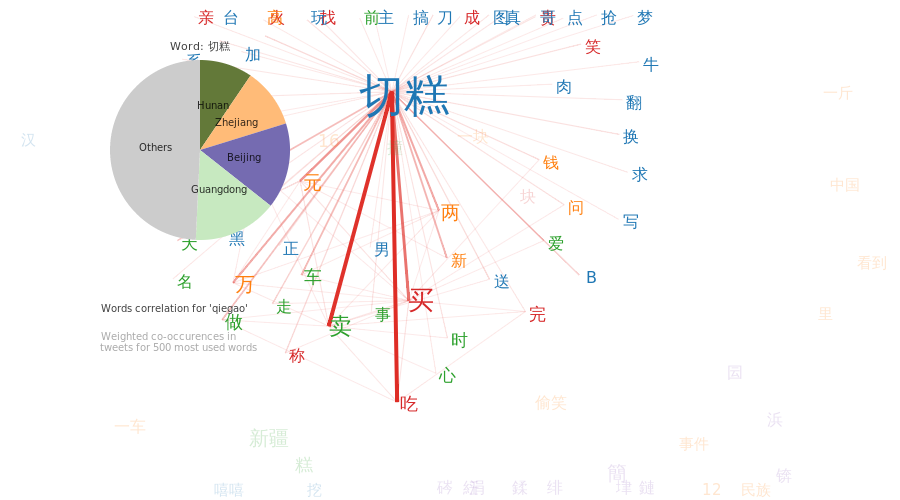 亲 台 玩 找 前 主 搞 刀 成 图 真 贵 点 抢 梦
Word: 切糕
加
笑
牛
切糕
肉
翻
一斤
Hunan
Zhejiang
换
汉
16
一块
Others
Beijing
钱
求
元
中国
Guangdong
块
两
问
写
黑
正
男
爱
新
看到
名
万
车
送
B
Words correlation for 'qiegao'
走
买
事
完
里
做
卖
Weighted co-occurences in
tweets for 500 most used words
时
称
心
吃
偷笑
一车
浜
新疆
事件
糕
嘻嘻
挖
12
民族